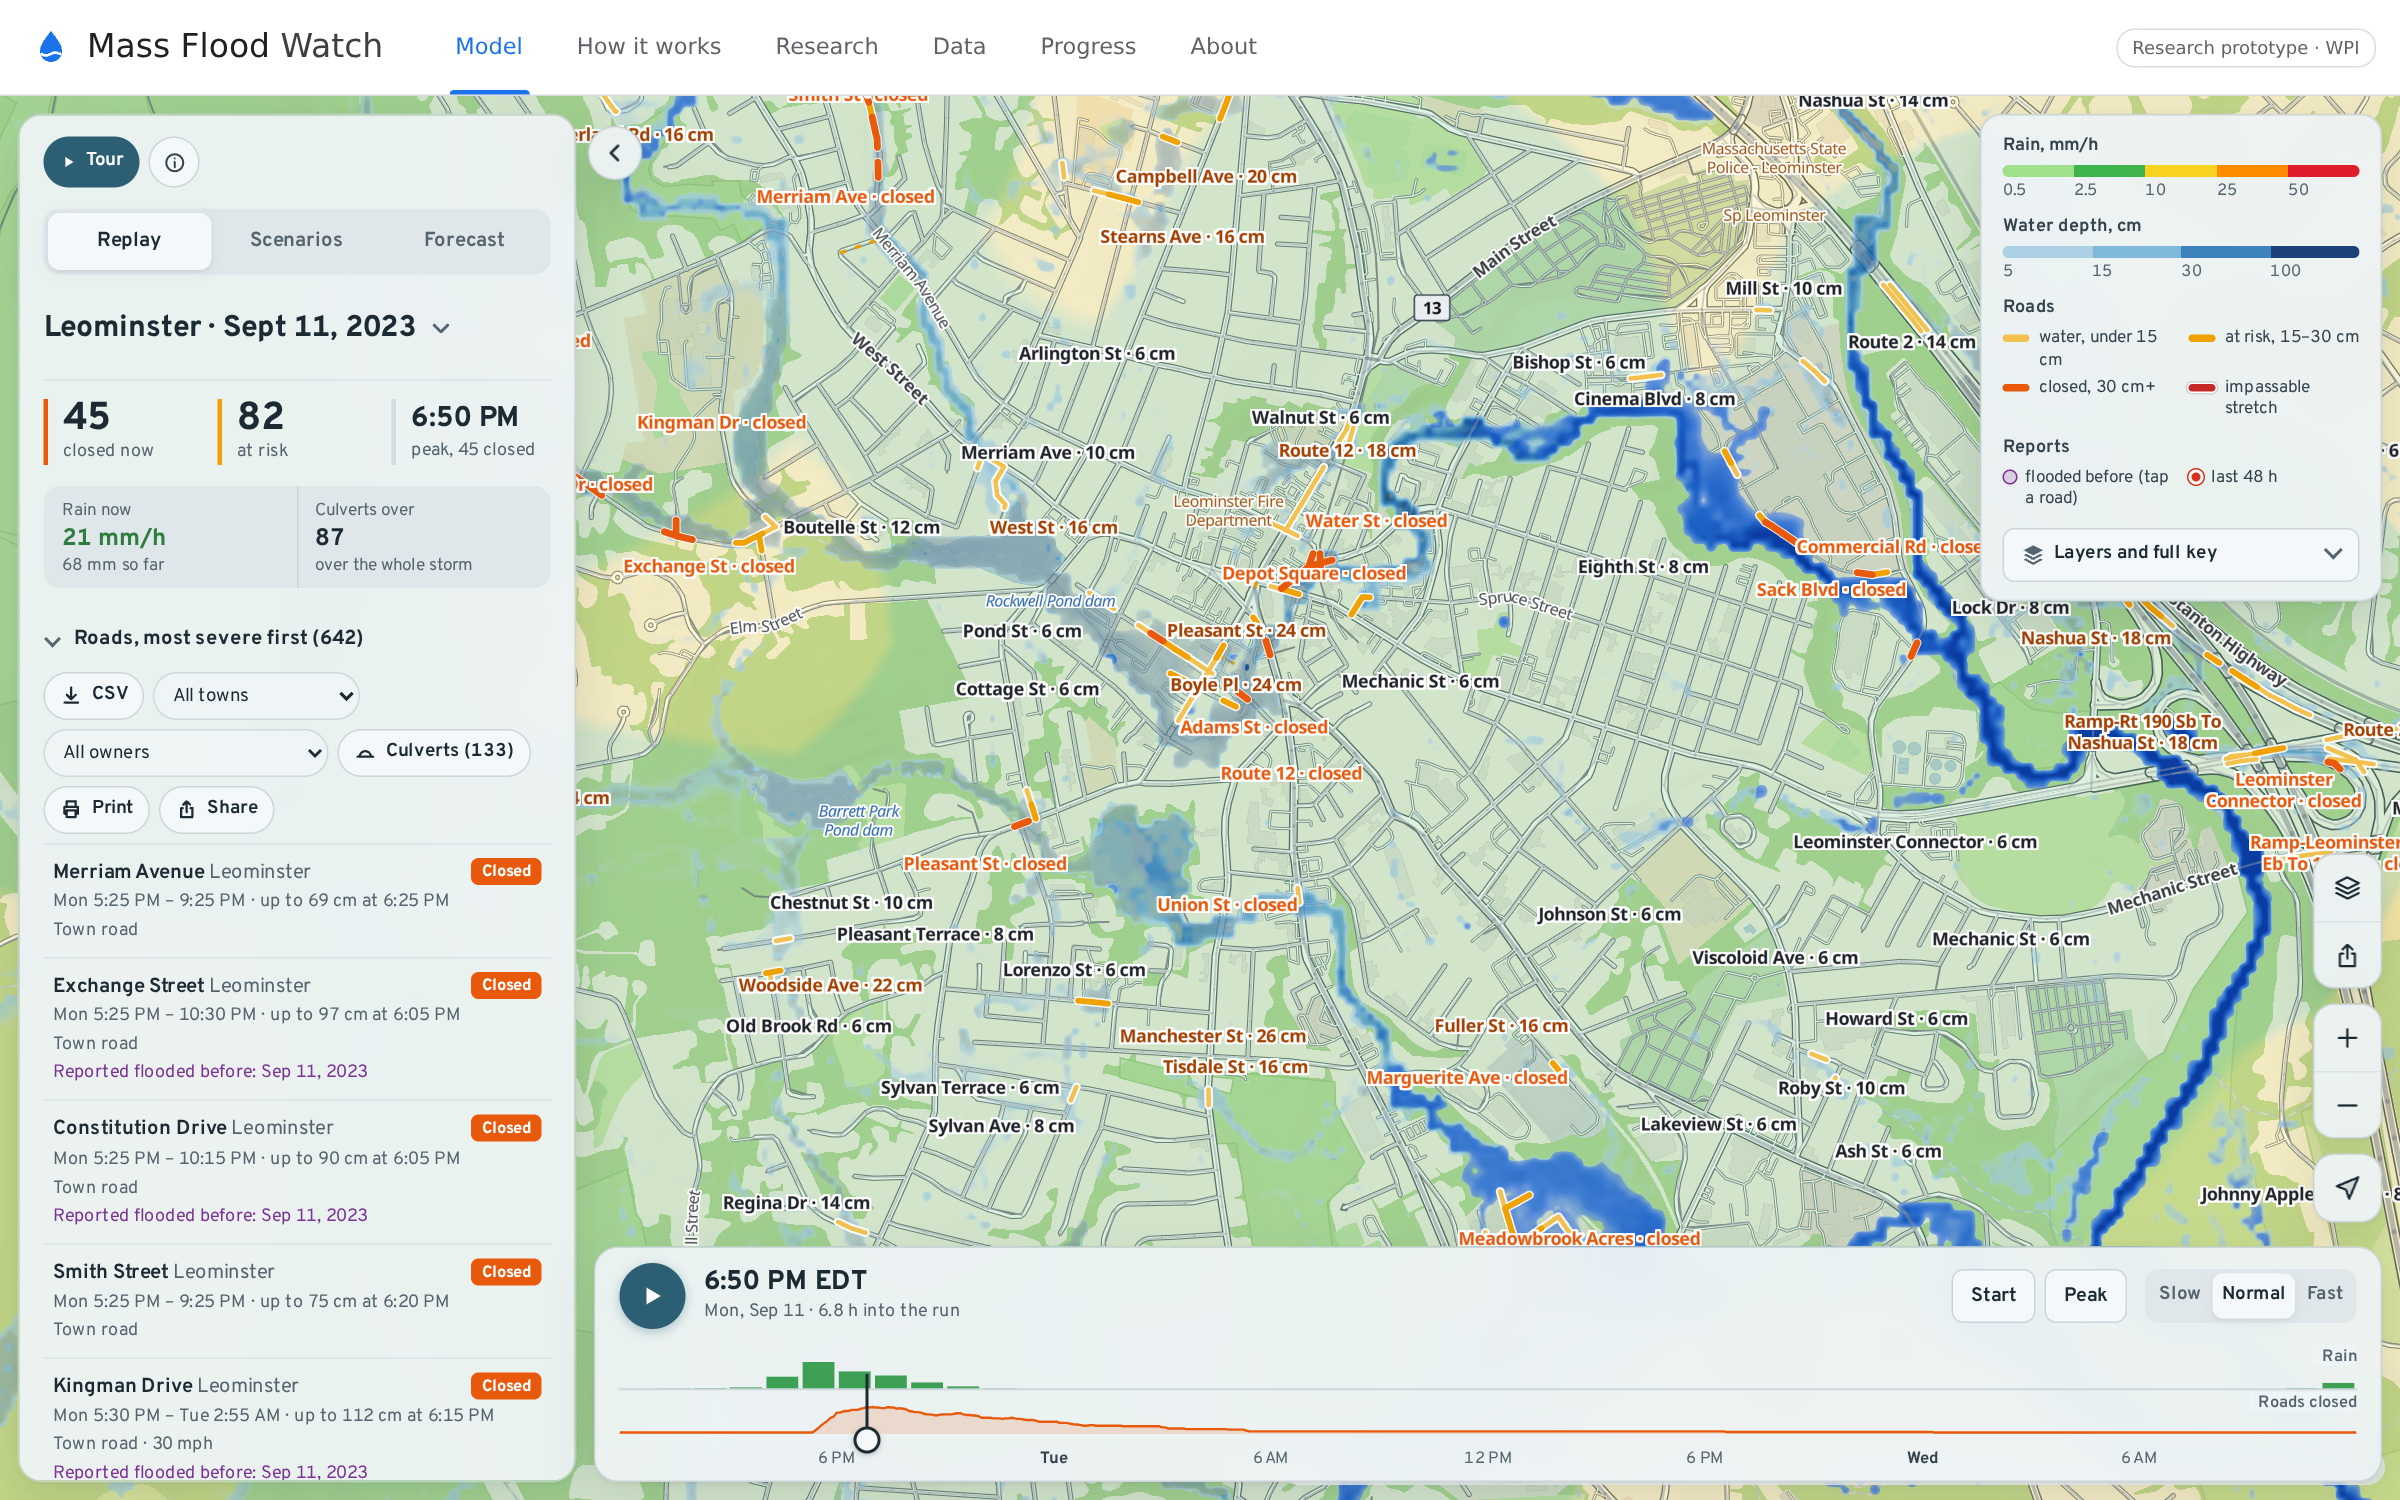 Mass Flood Watch
Model
How it works
Research
Data
Progress
About
Research prototype · WPI
Tour
Replay
Scenarios
Forecast
Leominster · Sept 11, 2023
45
closed now
82
at risk
6:50 PM
peak, 45 closed
Rain now
21 mm/h
68 mm so far
Culverts over
87
over the whole storm
Roads, most severe first (642)
CSV
All towns
All owners
Culverts (133)
Print
Share
Merriam Avenue Leominster
Closed
Mon 5:25 PM – 9:25 PM · up to 69 cm at 6:25 PM
Town road
Exchange Street Leominster
Closed
Mon 5:25 PM – 10:30 PM · up to 97 cm at 6:05 PM
Town road
Reported flooded before: Sep 11, 2023
Constitution Drive Leominster
Closed
Mon 5:25 PM – 10:15 PM · up to 90 cm at 6:05 PM
Town road
Reported flooded before: Sep 11, 2023
Smith Street Leominster
Closed
Mon 5:25 PM – 9:25 PM · up to 75 cm at 6:20 PM
Town road
Kingman Drive Leominster
Closed
Mon 5:30 PM – Tue 2:55 AM · up to 112 cm at 6:15 PM
Town road · 30 mph
Reported flooded before: Sep 11, 2023
Smith St · closed
Rd · 16 cm
Merriam Ave · closed
Campbell Ave · 20 cm
Stearns Ave · 16 cm
Merriam Avenue
West Street
Arlington St · 6 cm
Main Street
13
Nashua St · 14 cm
Massachusetts State
Police - Leominster
Sp Leominster
Mill St · 10 cm
Route 2 · 14 cm
Bishop St · 6 cm
Cinema Blvd · 8 cm
Kingman Dr · closed
Walnut St · 6 cm
Route 12 · 18 cm
Merriam Ave · 10 cm
Dr · closed
Leominster Fire
Department
Boutelle St · 12 cm
West St · 16 cm
Water St · closed
Commercial Rd · close
Exchange St · closed
Depot Square · closed
Eighth St · 8 cm
Sack Blvd · closed
Rockwell Pond dam
Spruce Street
Lock Dr · 8 cm
Elm Street
Pond St · 6 cm
Pleasant St · 24 cm
Nashua St · 18 cm
stanton Highway
Cottage St · 6 cm
Boyle Pl · 24 cm
Mechanic St · 6 cm
Adams St · closed
Ramp-Rt 190 Sb To
Nashua St · 18 cm
Route
Route 12 · closed
Leominster
Connector · closed
cm
Barrett Park
Pond dam
Leominster Connector · 6 cm
Ramp-Leominster
Eb To
Pleasant St · closed
Mechanic Street
Chestnut St · 10 cm
Union St · closed
Johnson St · 6 cm
Pleasant Terrace · 8 cm
Mechanic St · 6 cm
Viscoloid Ave · 6 cm
Lorenzo St · 6 cm
Woodside Ave · 22 cm
Old Brook Rd · 6 cm
Manchester St · 26 cm
Fuller St · 16 cm
Howard St · 6 cm
Tisdale St · 16 cm
Marguerite Ave · closed
Sylvan Terrace · 6 cm
Roby St · 10 cm
Sylvan Ave · 8 cm
Lakeview St · 6 cm
Ash St · 6 cm
Regina Dr · 14 cm
ll Street
Johnny Apple
Meadowbrook Acres · closed
Rain, mm/h
0.5 2.5 10 25 50
Water depth, cm
5 15 30 100
Roads
water, under 15
cm
at risk, 15–30 cm
closed, 30 cm+
impassable
stretch
Reports
flooded before (tap
a road)
last 48 h
Layers and full key
6:50 PM EDT
Mon, Sep 11 · 6.8 h into the run
Start
Peak
Slow
Normal
Fast
Rain
Roads closed
6 PM
Tue
6 AM
12 PM
6 PM
Wed
6 AM